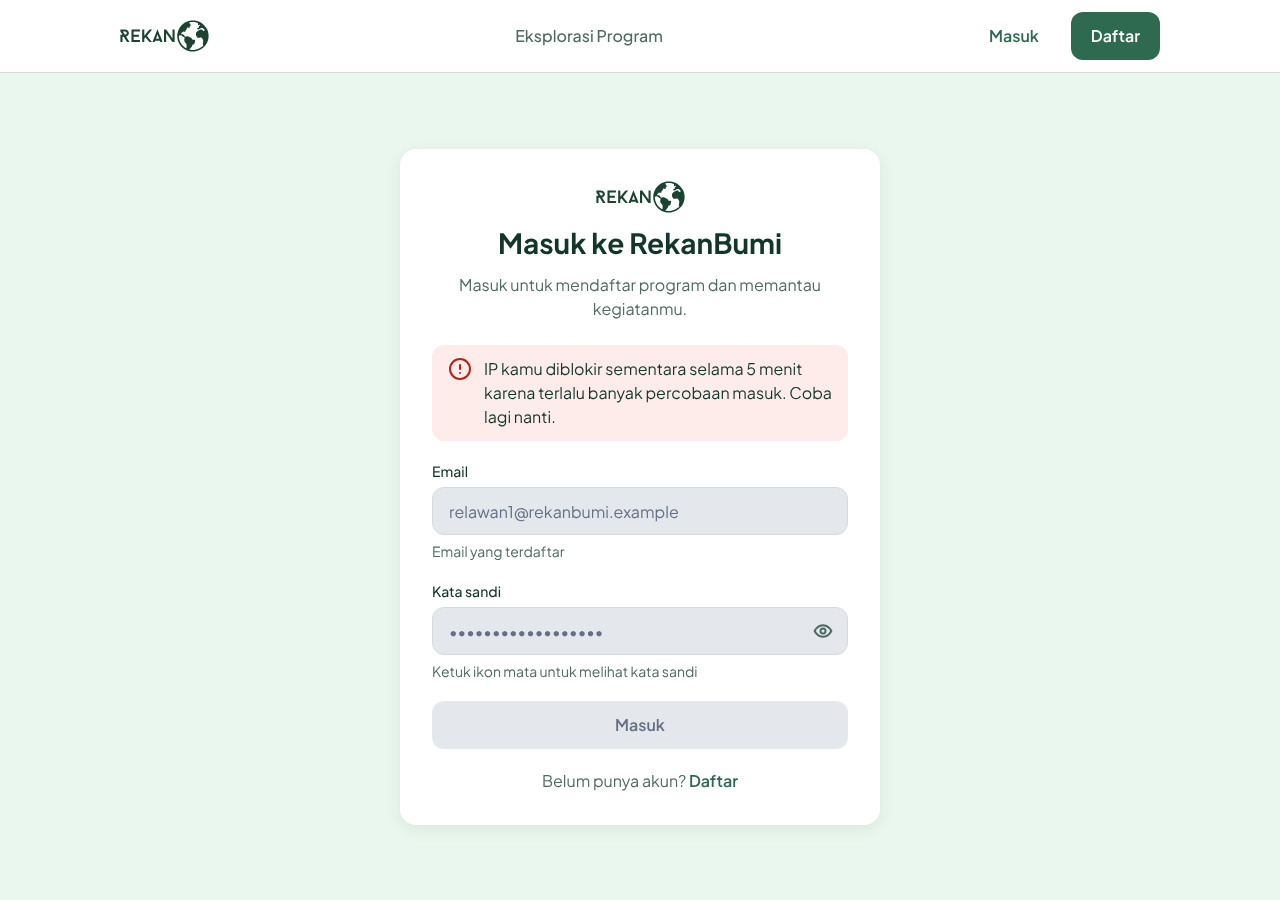 REKAN
Eksplorasi Program
Masuk
Daftar
REKAN
Masuk ke RekanBumi
Masuk untuk mendaftar program dan memantau
kegiatanmu.
IP kamu diblokir sementara selama 5 menit
karena terlalu banyak percobaan masuk. Coba
lagi nanti.
Email
relawan1@rekanbumi.example
Email yang terdaftar
Kata sandi
••••••••••••••••••
Ketuk ikon mata untuk melihat kata sandi
Masuk
Belum punya akun? Daftar